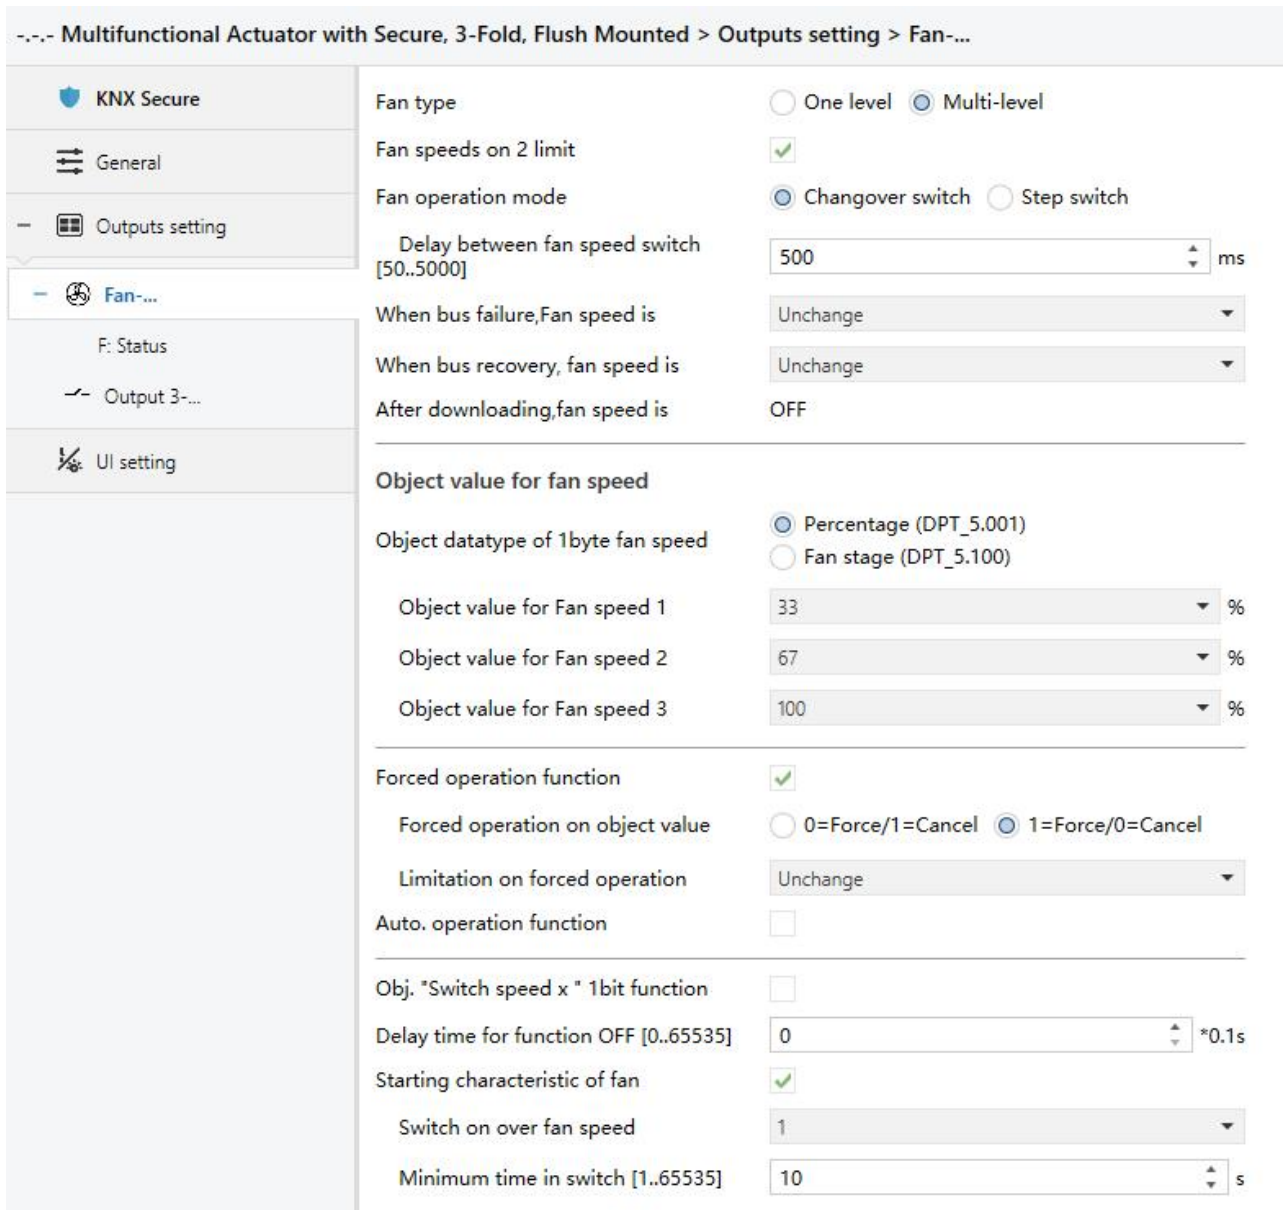 -.-.- Multifunctional Actuator with Secure, 3-Fold, Flush Mounted > Outputs setting > Fan-...
KNX Secure
General
Outputs setting
Fan-...
F: Status
Output 3-...
UI setting
Fan type
One level
Multi-level
Fan speeds on 2 limit
Fan operation mode
Changover switch
Step switch
Delay between fan speed switch
[50..5000]
500
ms
When bus failure,Fan speed is
Unchange
When bus recovery, fan speed is
Unchange
After downloading,fan speed is
OFF
Object value for fan speed
Object datatype of 1byte fan speed
Percentage (DPT_5.001)
Fan stage (DPT_5.100)
Object value for Fan speed 1
33
%
Object value for Fan speed 2
67
%
Object value for Fan speed 3
100
%
Forced operation function
Forced operation on object value
0=Force/1=Cancel
1=Force/0=Cancel
Limitation on forced operation
Unchange
Auto. operation function
Obj. "Switch speed x " 1bit function
Delay time for function OFF [0..65535]
0
*0.1s
Starting characteristic of fan
Switch on over fan speed
1
Minimum time in switch [1..65535]
10
s